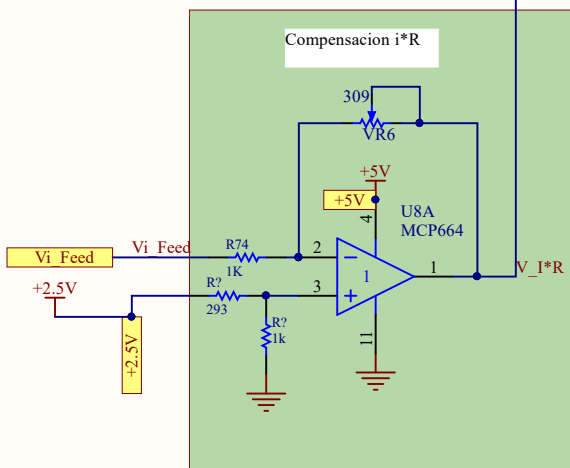 Compensacion i*R
309
VR6
+5V
+5V
4
U8A
MCP664
Vi_Feed
Vi_Feed
R74
1K
2
1
1
V_I*R
+2.5V
R?
293
3
R?
1k
11
+2.5V